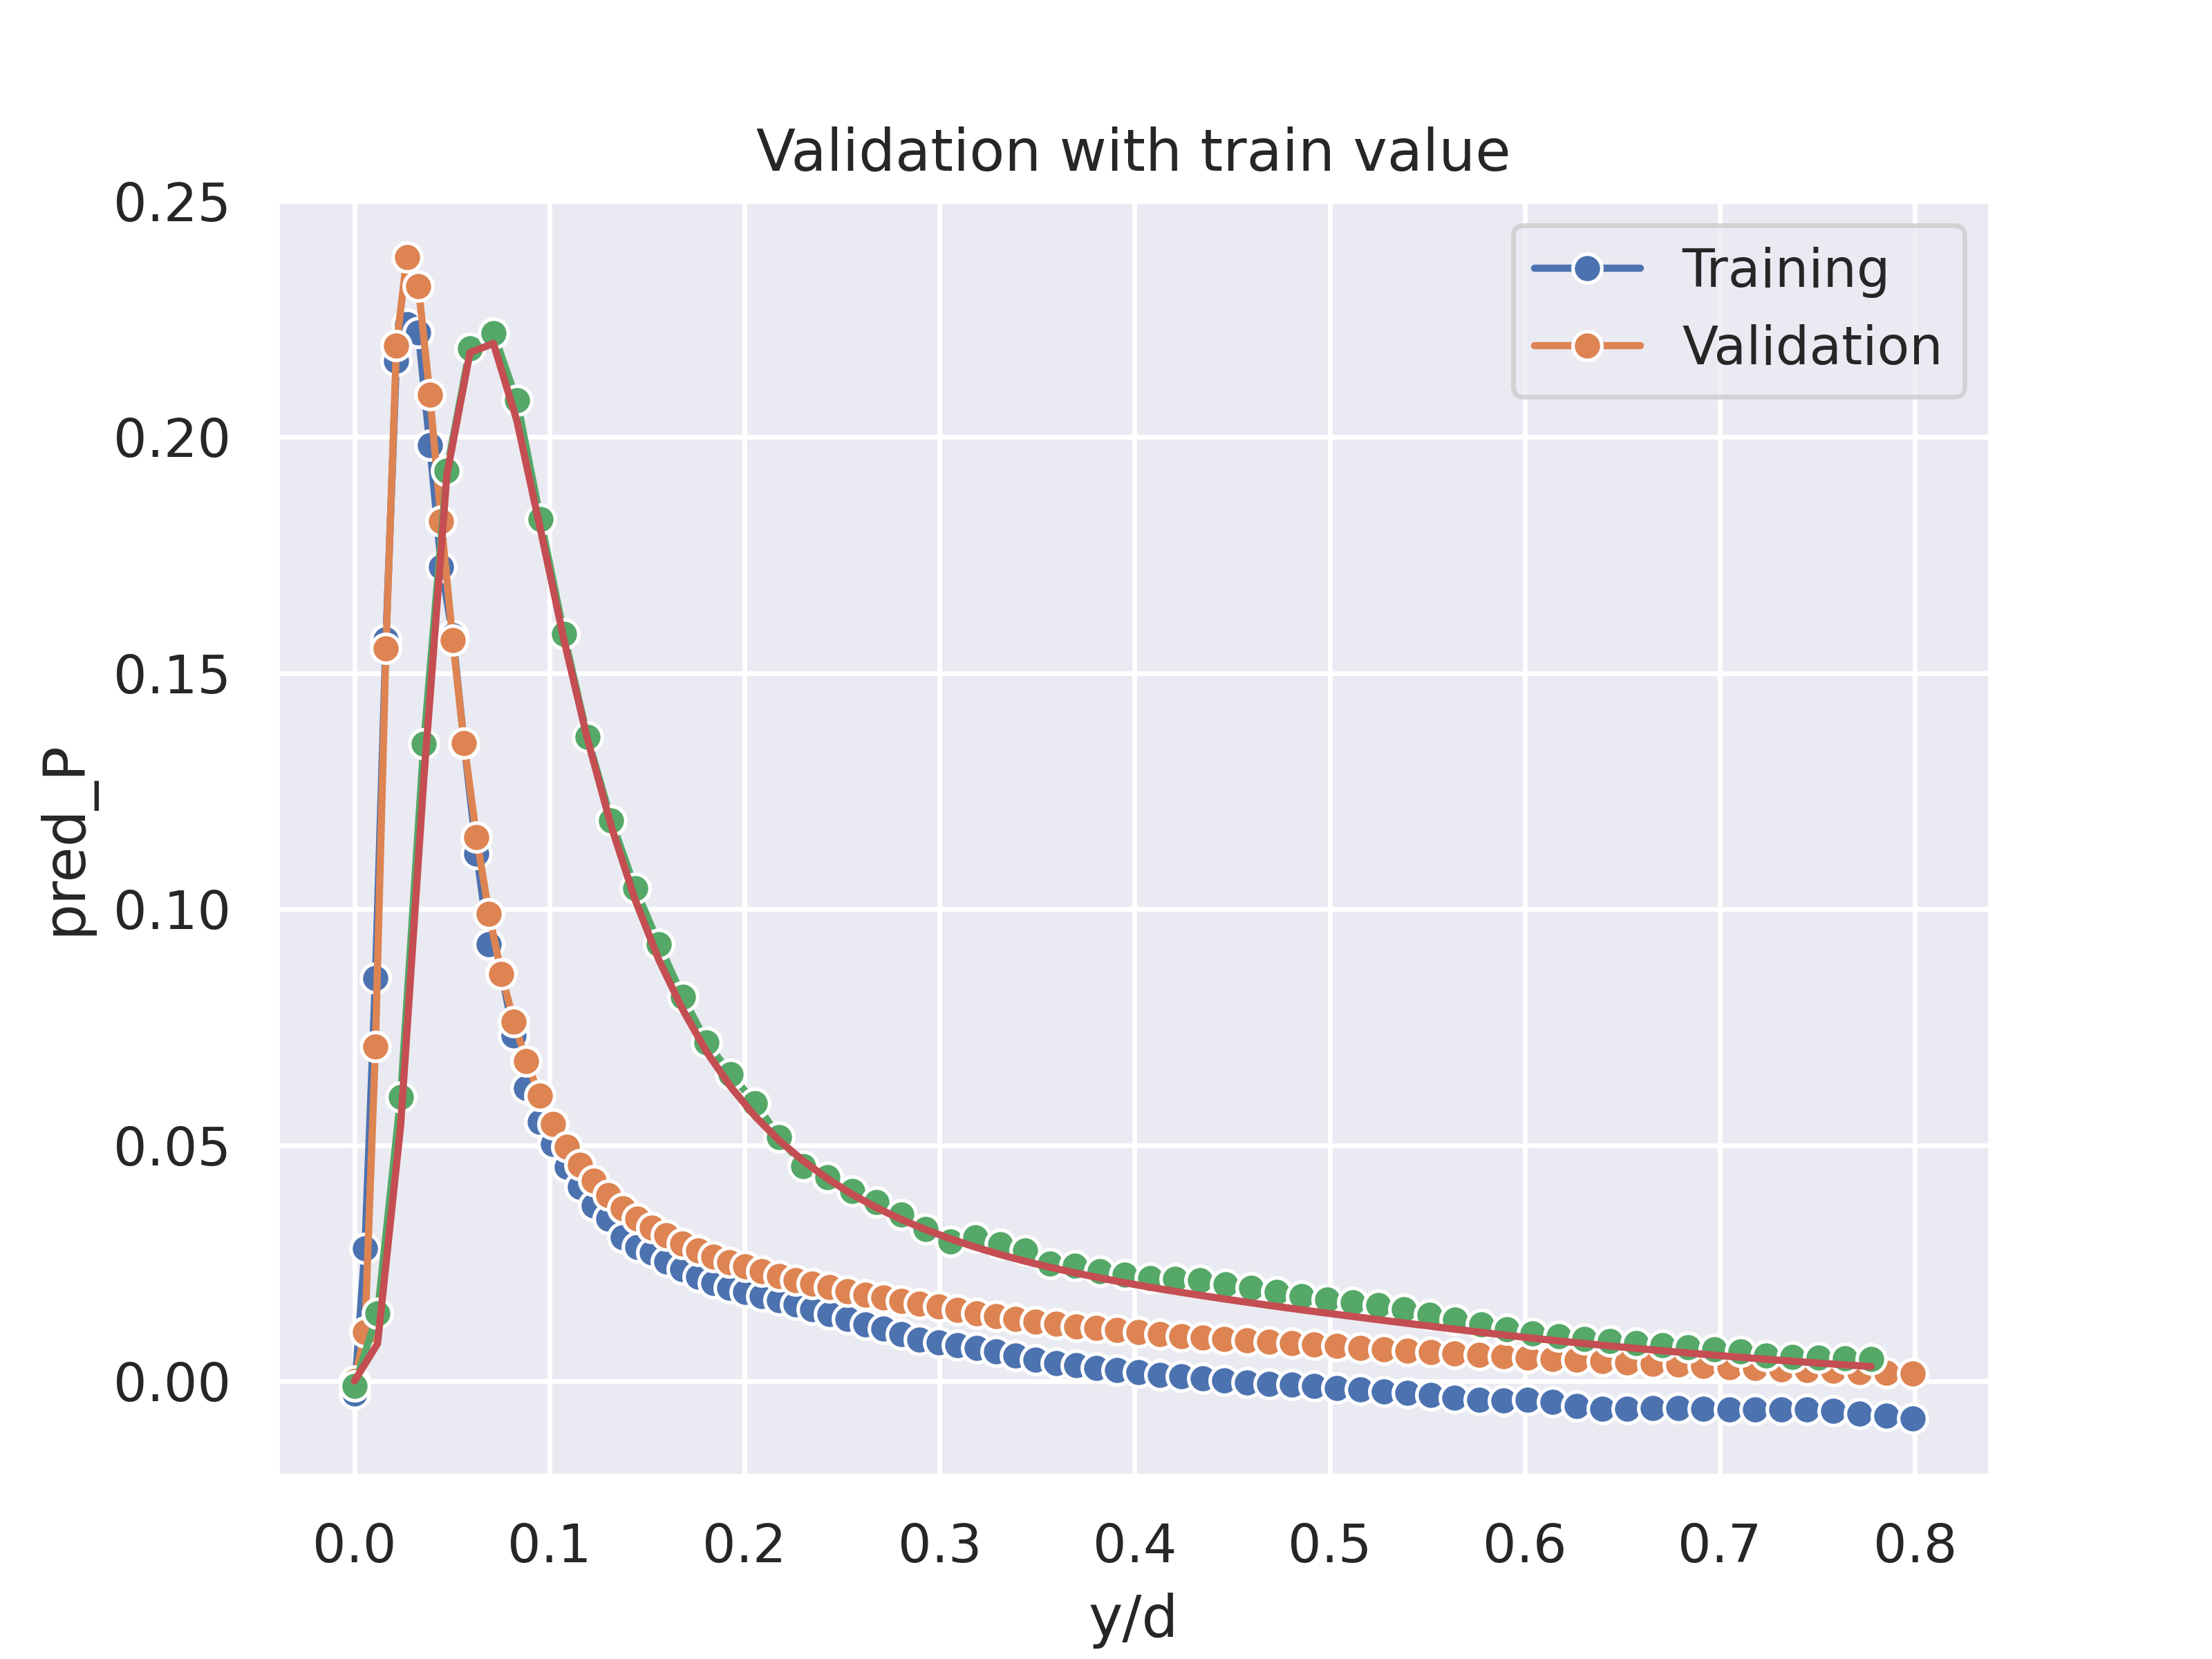 Validation with train value
0.25
0.20
0.15
0.10
0.05
0.00
pred_P
Training
Validation
0.0 0.1 0.2 0.3 0.4 0.5 0.6 0.7 0.8
y/d